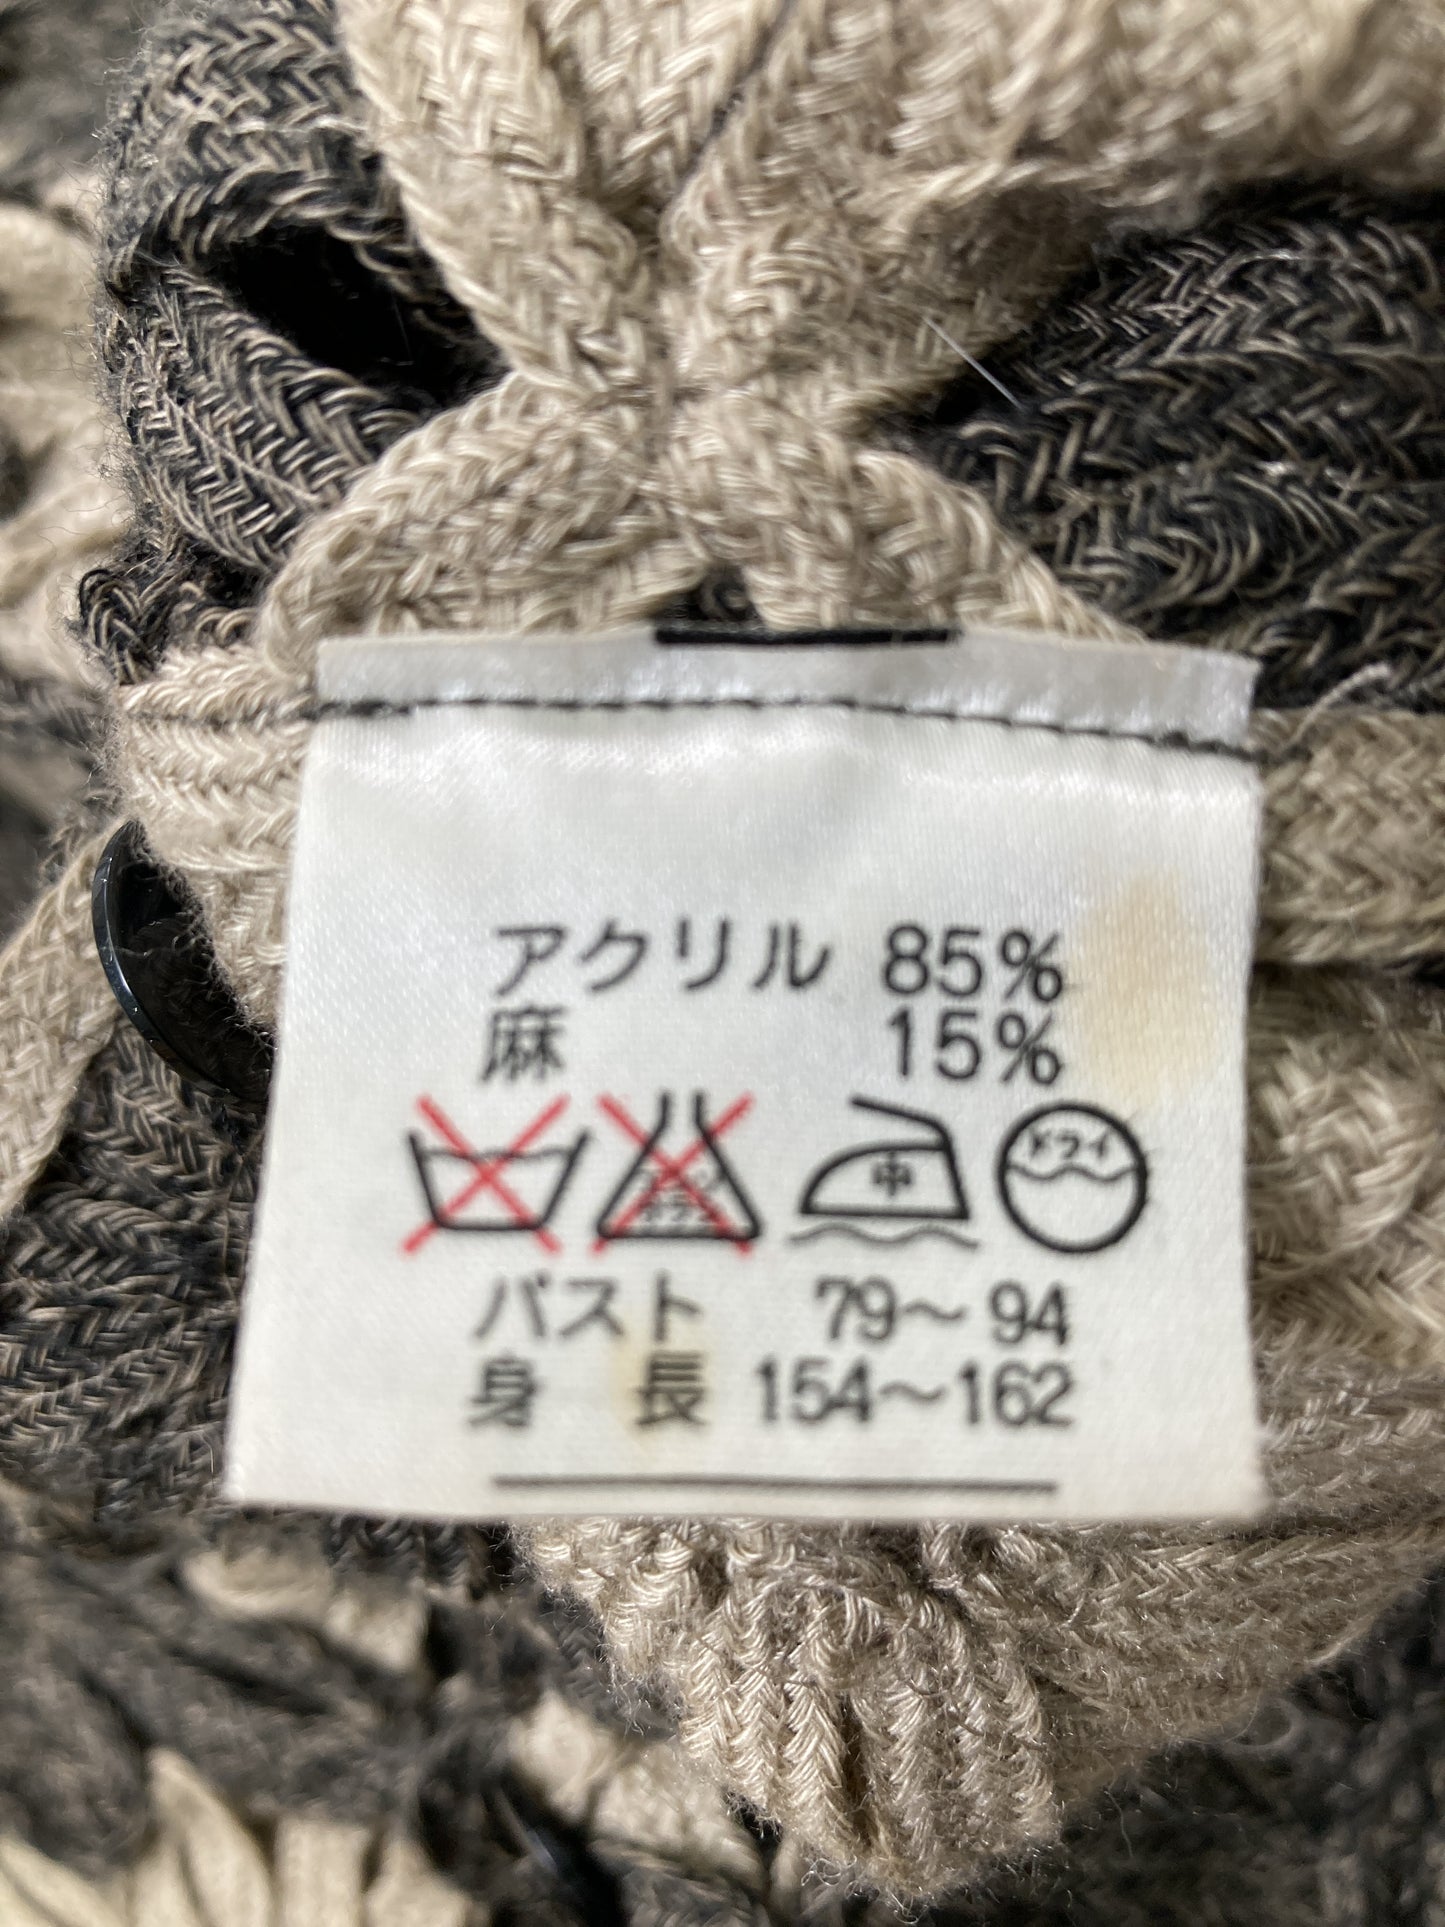 アクリル 85%
麻 15%
中 ドライ
バスト 79～94
身長 154～162